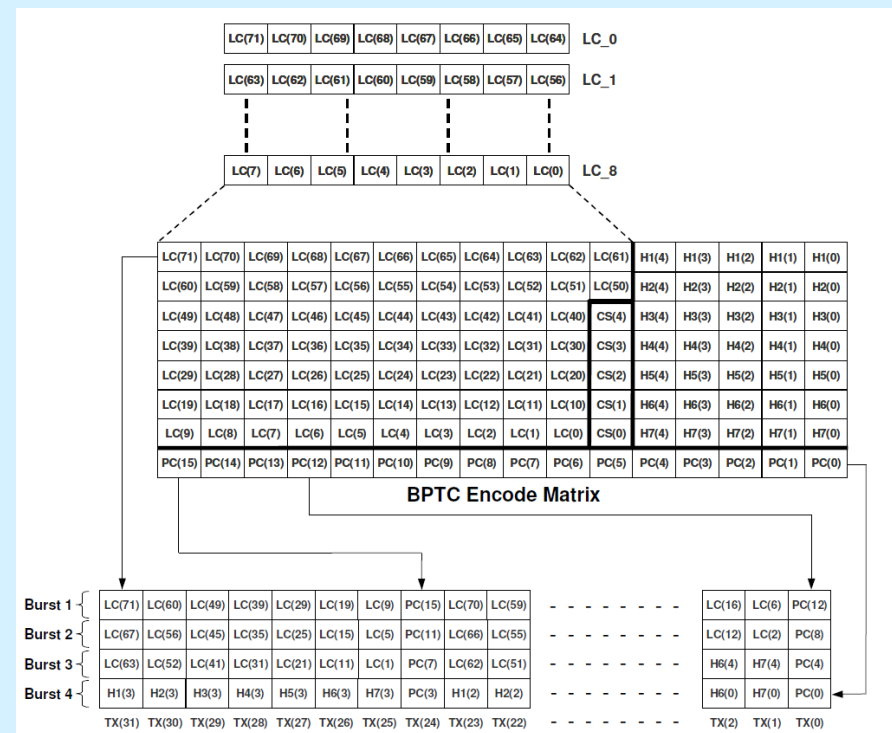 LC(71) LC(70) LC(69) LC(68) LC(67) LC(66) LC(65) LC(64) LC_0
LC(63) LC(62) LC(61) LC(60) LC(59) LC(58) LC(57) LC(56) LC_1
LC(7) LC(6) LC(5) LC(4) LC(3) LC(2) LC(1) LC(0) LC_8
LC(71) LC(70) LC(69) LC(68) LC(67) LC(66) LC(65) LC(64) LC(63) LC(62) LC(61) H1(4) H1(3) H1(2) H1(1) H1(0)
LC(60) LC(59) LC(58) LC(57) LC(56) LC(55) LC(54) LC(53) LC(52) LC(51) LC(50) H2(4) H2(3) H2(2) H2(1) H2(0)
LC(49) LC(48) LC(47) LC(46) LC(45) LC(44) LC(43) LC(42) LC(41) LC(40) CS(4) H3(4) H3(3) H3(2) H3(1) H3(0)
LC(39) LC(38) LC(37) LC(36) LC(35) LC(34) LC(33) LC(32) LC(31) LC(30) CS(3) H4(4) H4(3) H4(2) H4(1) H4(0)
LC(29) LC(28) LC(27) LC(26) LC(25) LC(24) LC(23) LC(22) LC(21) LC(20) CS(2) H5(4) H5(3) H5(2) H5(1) H5(0)
LC(19) LC(18) LC(17) LC(16) LC(15) LC(14) LC(13) LC(12) LC(11) LC(10) CS(1) H6(4) H6(3) H6(2) H6(1) H6(0)
LC(9) LC(8) LC(7) LC(6) LC(5) LC(4) LC(3) LC(2) LC(1) LC(0) CS(0) H7(4) H7(3) H7(2) H7(1) H7(0)
PC(15) PC(14) PC(13) PC(12) PC(11) PC(10) PC(9) PC(8) PC(7) PC(6) PC(5) PC(4) PC(3) PC(2) PC(1) PC(0)
BPTC Encode Matrix
Burst 1 LC(71) LC(60) LC(49) LC(39) LC(29) LC(19) LC(9) PC(15) LC(70) LC(59) LC(16) LC(6) PC(12)
Burst 2 LC(67) LC(56) LC(45) LC(35) LC(25) LC(15) LC(5) PC(11) LC(66) LC(55) LC(12) LC(2) PC(8)
Burst 3 LC(63) LC(52) LC(41) LC(31) LC(21) LC(11) LC(1) PC(7) LC(62) LC(51) H6(4) H7(4) PC(4)
Burst 4 H1(3) H2(3) H3(3) H4(3) H5(3) H6(3) H7(3) PC(3) H1(2) H2(2) H6(0) H7(0) PC(0)
TX(31) TX(30) TX(29) TX(28) TX(27) TX(26) TX(25) TX(24) TX(23) TX(22) TX(2) TX(1) TX(0)